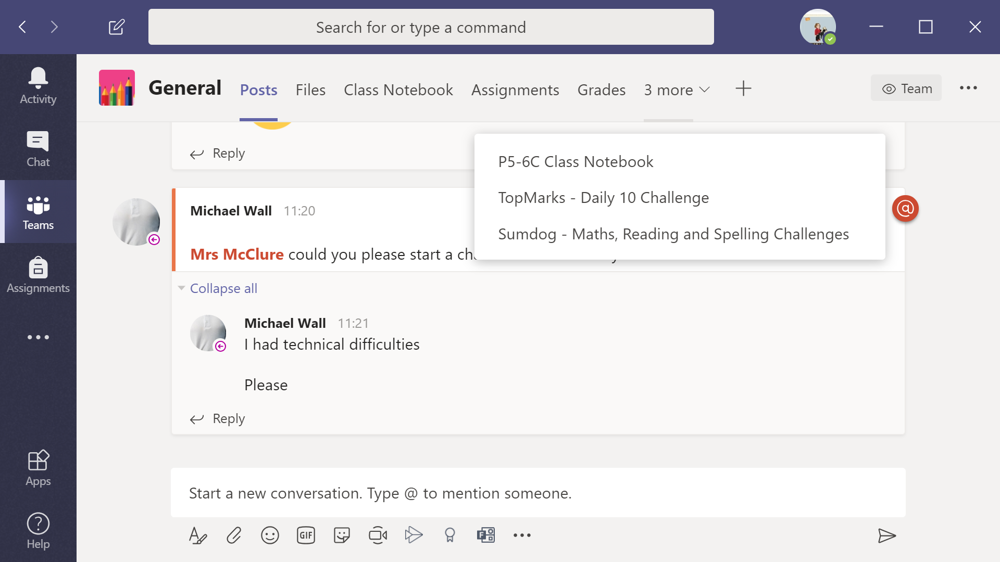 Search for or type a command
Activity
Chat
Teams
Assignments
Apps
Help
General
Posts
Files
Class Notebook
Assignments
Grades
3 more
Team
Reply
P5-6C Class Notebook
TopMarks - Daily 10 Challenge
Sumdog - Maths, Reading and Spelling Challenges
Michael Wall 11:20
@
Mrs McClure could you please start a
Collapse all
Michael Wall 11:21
I had technical difficulties
Please
Reply
Start a new conversation. Type @ to mention someone.
GIF
F